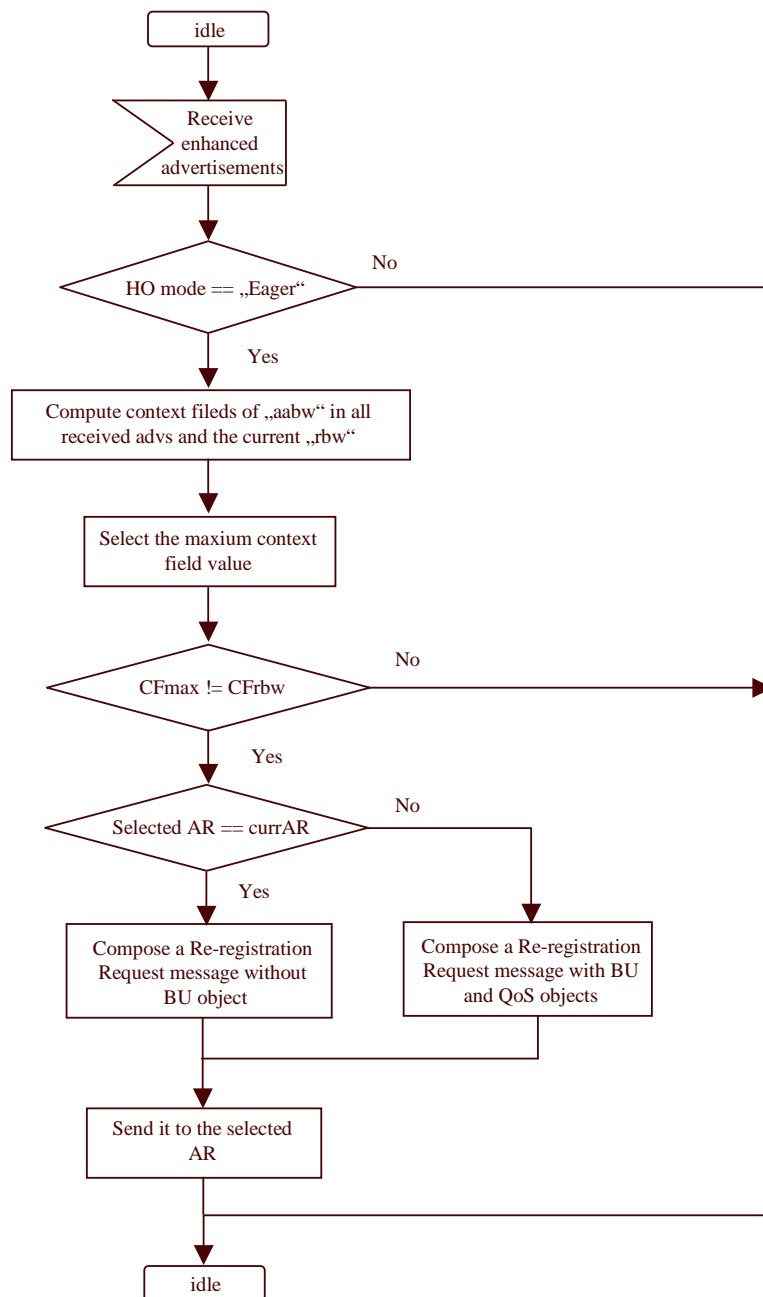 idle
Receive
enhanced
advertisements
HO mode == „Eager“
No
Yes
Compute context fileds of „aabw“ in all
received advs and the current „rbw“
Select the maxium context
field value
CFmax != CFrbw
No
Yes
Selected AR == currAR
No
Yes
Compose a Re-registration
Request message without
BU object
Compose a Re-registration
Request message with BU
and QoS objects
Send it to the selected
AR
idle